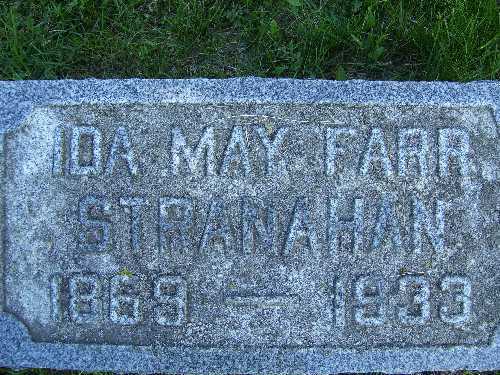 IDA MAY FARR
STRANAHAN
1869 — 1933